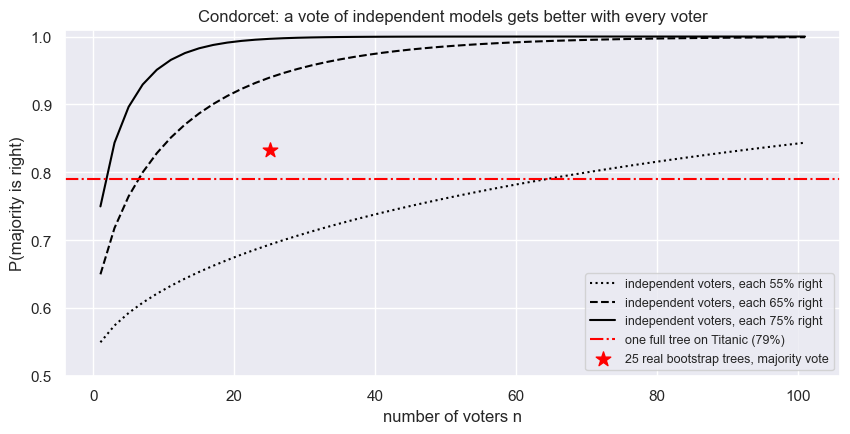 Condorcet: a vote of independent models gets better with every voter
P(majority is right)
1.0
0.9
0.8
0.7
0.6
0.5
0
20
40
60
80
100
number of voters n
independent voters, each 55% right
independent voters, each 65% right
independent voters, each 75% right
one full tree on Titanic (79%)
25 real bootstrap trees, majority vote